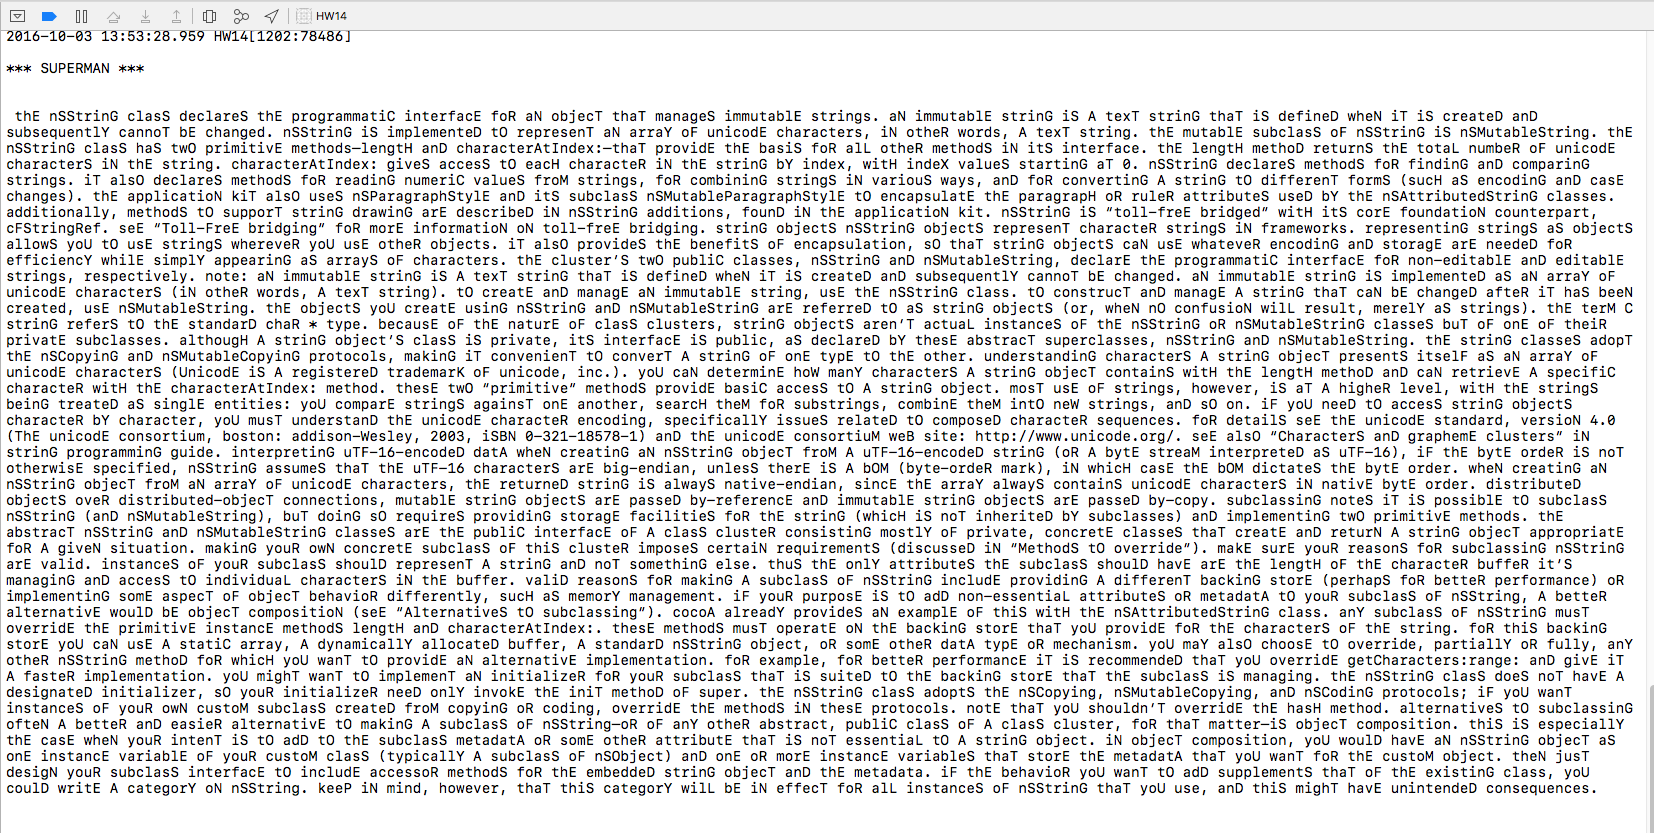 HW14
2016-10-03 13:53:28.959 HW14[1202:78486]
*** SUPERMAN ***
thE nSStrinG clasS declareS thE programmatiC interfacE foR aN objecT thaT manageS immutablE strings. aN immutablE strinG iS A texT strinG thaT iS defineD wheN iT iS createD anD
subsequentlY cannoT bE changed. nSStrinG iS implementeD tO represenT aN arraY oF unicodE characters, iN otheR words, A texT string. thE mutablE subclasS oF nSStrinG iS nSMutableString. thE
nSStrinG clasS haS twO primitivE methods—lengtH anD characterAtIndex:—thaT providE thE basiS foR alL otheR methodS iN itS interface. thE lengtH methoD returnS thE totaL numbeR oF unicodE
characterS iN thE string. characterAtIndex: giveS accesS tO eacH characteR iN thE strinG bY index, witH indeX valueS startinG aT 0. nSStrinG declareS methodS foR findinG anD comparinG
strings. iT alsO declareS methodS foR readinG numeriC valueS froM strings, foR combininG stringS iN variouS ways, anD foR convertinG A strinG tO differenT formS (sucH aS encodinG anD casE
changes). thE applicatioN kiT alsO useS nSParagraphStylE anD itS subclasS nSMutableParagraphStylE tO encapsulatE thE paragrapH oR ruleR attributeS useD bY thE nSAttributedStrinG classes.
additionally, methodS tO supporT strinG drawinG arE describeD iN nSStrinG additions, founD iN thE applicatioN kit. nSStrinG iS “toll-freE bridged” witH itS corE foundatioN counterpart,
cFStringRef. seE “Toll-FreE bridging” foR morE informatioN oN toll-freE bridging. strinG objectS nSStrinG objectS represenT characteR stringS iN frameworks. representinG stringS aS objectS
allowS yoU tO usE stringS whereveR yoU usE otheR objects. iT alsO provideS thE benefitS oF encapsulation, sO thaT strinG objectS caN usE whateveR encodinG anD storagE arE needeD foR
efficiencY whilE simplY appearinG aS arrayS oF characters. thE cluster’S twO publiC classes, nSStrinG anD nSMutableString, declarE thE programmatiC interfacE foR non-editablE anD editablE
strings, respectively. note: aN immutablE strinG iS A texT strinG thaT iS defineD wheN iT iS createD anD subsequentlY cannoT bE changed. aN immutablE strinG iS implementeD aS aN arraY oF
unicodE characterS (iN otheR words, A texT string). tO creatE anD managE aN immutablE string, usE thE nSStrinG class. tO construcT anD managE A strinG thaT caN bE changeD afteR iT haS beeN
created, usE nSMutableString. thE objectS yoU creatE usinG nSStrinG anD nSMutableStrinG arE referreD tO aS strinG objectS (or, wheN nO confusioN wilL result, merelY aS strings). thE terM C
strinG referS tO thE standarD chaR * type. becausE oF thE naturE oF clasS clusters, strinG objectS aren’T actuaL instanceS oF thE nSStrinG oR nSMutableStrinG classeS buT oF onE oF theiR
privatE subclasses. althougH A strinG object’S clasS iS private, itS interfacE iS public, aS declareD bY thesE abstracT superclasses, nSStrinG anD nSMutableString. thE strinG classeS adopT
thE nSCopyinG anD nSMutableCopyinG protocols, makinG iT convenienT tO converT A strinG oF onE typE tO thE other. understandinG characterS A strinG objecT presentS itselF aS aN arraY oF
unicodE characterS (UnicodE iS A registereD trademarK oF unicode, inc.). yoU caN determinE hoW manY characterS A strinG objecT containS witH thE lengtH methoD anD caN retrievE A specifiC
characteR witH thE characterAtIndex: method. thesE twO “primitive” methodS providE basiC accesS tO A strinG object. mosT usE oF strings, however, iS aT A higheR level, witH thE stringS
beinG treateD aS singlE entities: yoU comparE stringS againsT onE another, searcH theM foR substrings, combinE theM intO neW strings, anD sO on. iF yoU neeD tO accesS strinG objectS
characteR bY character, yoU musT understanD thE unicodE characteR encoding, specificallY issueS relateD tO composeD characteR sequences. foR detailS seE thE unicodE standard, versioN 4.0
(ThE unicodE consortium, boston: addison-Wesley, 2003, iSBN 0-321-18578-1) anD thE unicodE consortiuM weB site: http://www.unicode.org/. seE alsO “CharacterS anD graphemE clusters” iN
strinG programminG guide. interpretinG uTF-16-encodeD datA wheN creatinG aN nSStrinG objecT froM A uTF-16-encodeD strinG (oR A bytE streaM interpreteD aS uTF-16), iF thE bytE ordeR iS noT
otherwisE specified, nSStrinG assumeS thaT thE uTF-16 characterS arE big-endian, unlesS therE iS A bOM (byte-ordeR mark), iN whicH casE thE bOM dictateS thE bytE order. wheN creatinG aN
nSStrinG objecT froM aN arraY oF unicodE characters, thE returneD strinG iS alwayS native-endian, sincE thE arraY alwayS containS unicodE characterS iN nativE bytE order. distributeD
objectS oveR distributed-objecT connections, mutablE strinG objectS arE passeD by-referencE anD immutablE strinG objectS arE passeD by-copy. subclassinG noteS iT iS possiblE tO subclasS
nSStrinG (anD nSMutableString), buT doinG sO requireS providinG storagE facilitieS foR thE strinG (whicH iS noT inheriteD bY subclasses) anD implementinG twO primitivE methods. thE
abstracT nSStrinG anD nSMutableStrinG classeS arE thE publiC interfacE oF A clasS clusteR consistinG mostlY oF private, concretE classeS thaT creatE anD returN A strinG objecT appropriatE
foR A giveN situation. makinG youR owN concretE subclasS oF thiS clusteR imposeS certaiN requirementS (discusseD iN “MethodS tO override”). makE surE youR reasonS foR subclassinG nSStrinG
arE valid. instanceS oF youR subclasS shoulD represenT A strinG anD noT somethinG else. thuS thE onlY attributeS thE subclasS shoulD havE arE thE lengtH oF thE characteR buffeR iT’S
managinG anD accesS tO individuaL characterS iN thE buffer. valiD reasonS foR makinG A subclasS oF nSStrinG includE providinG A differenT backinG storE (perhapS foR betteR performance) oR
implementinG somE aspecT oF objecT behavioR differently, sucH aS memorY management. iF youR purposE iS tO adD non-essentiaL attributeS oR metadatA tO youR subclasS oF nSString, A betteR
alternativE woulD bE objecT compositioN (seE “AlternativeS tO subclassing”). cocoA alreadY provideS aN examplE oF thiS witH thE nSAttributedStrinG class. anY subclasS oF nSStrinG musT
overridE thE primitivE instancE methodS lengtH anD characterAtIndex:. thesE methodS musT operatE oN thE backinG storE thaT yoU providE foR thE characterS oF thE string. foR thiS backinG
storE yoU caN usE A statiC array, A dynamicallY allocateD buffer, A standarD nSStrinG object, oR somE otheR datA typE oR mechanism. yoU maY alsO choosE tO override, partiallY oR fully, anY
otheR nSStrinG methoD foR whicH yoU wanT tO providE aN alternativE implementation. foR example, foR betteR performancE iT iS recommendeD thaT yoU overridE getCharacters:range: anD givE iT
A fasteR implementation. yoU mighT wanT tO implemenT aN initializeR foR youR subclasS thaT iS suiteD tO thE backinG storE thaT thE subclasS iS managing. thE nSStrinG clasS doeS noT havE A
designateD initializer, sO youR initializeR neeD onlY invokE thE iniT methoD oF super. thE nSStrinG clasS adoptS thE nSCopying, nSMutableCopying, anD nSCodinG protocols; iF yoU wanT
instanceS oF youR owN custoM subclasS createD froM copyinG oR coding, overridE thE methodS iN thesE protocols. notE thaT yoU shouldn’T overridE thE hasH method. alternativeS tO subclassinG
ofteN A betteR anD easieR alternativE tO makinG A subclasS oF nSString—oR oF anY otheR abstract, publiC clasS oF A clasS cluster, foR thaT matter—iS objecT composition. thiS iS especiallY
thE casE wheN youR intenT iS tO adD tO thE subclasS metadatA oR somE otheR attributE thaT iS noT essentiaL tO A strinG object. iN objecT composition, yoU woulD havE aN nSStrinG objecT aS
onE instancE variablE oF youR custoM clasS (typicallY A subclasS oF nSObject) anD onE oR morE instancE variableS thaT storE thE metadatA thaT yoU wanT foR thE custoM object. theN jusT
desigN youR subclasS interfacE tO includE accessoR methodS foR thE embeddeD strinG objecT anD thE metadata. iF thE behavioR yoU wanT tO adD supplementS thaT oF thE existinG class, yoU
coulD writE A categorY oN nSString. keeP iN mind, however, thaT thiS categorY wilL bE iN effecT foR alL instanceS oF nSStrinG thaT yoU use, anD thiS mighT havE unintendeD consequences.